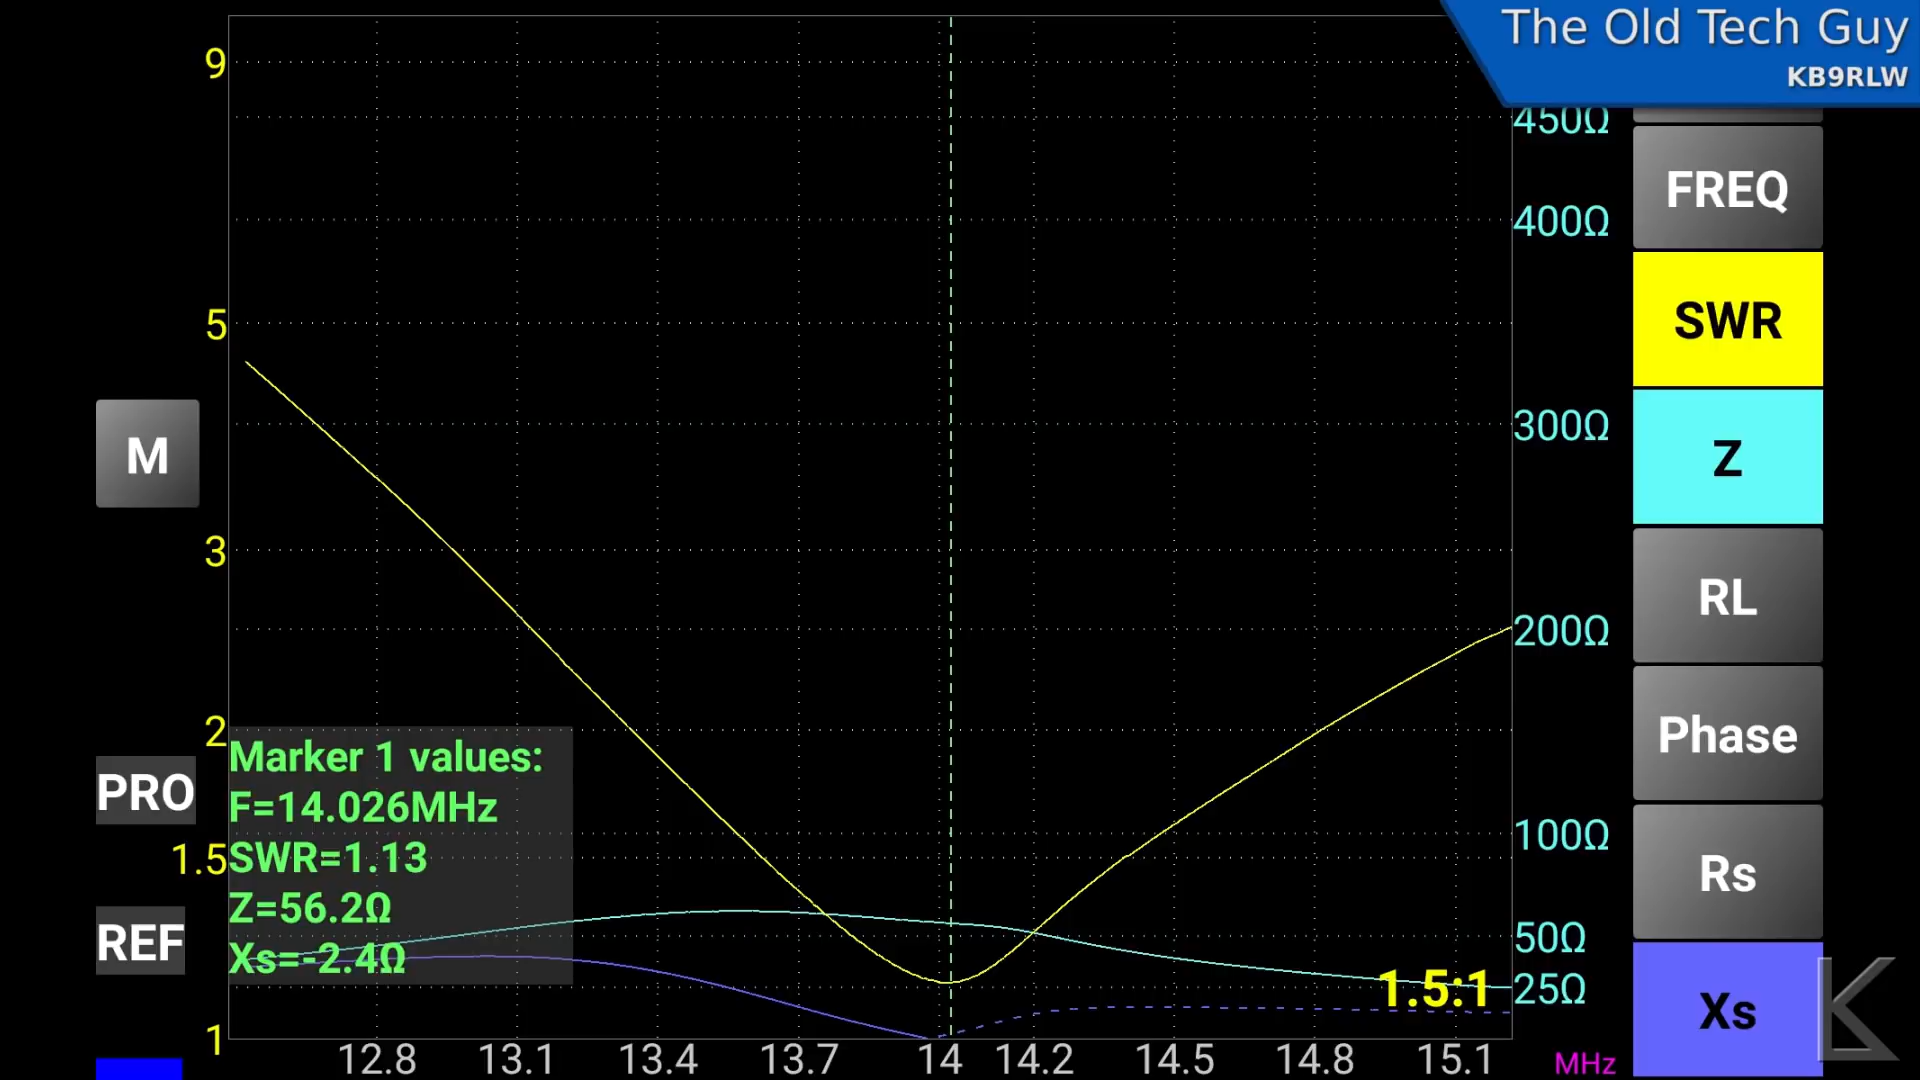 The Old Tech Guy
KB9RLW
9
5
3
2
1.5
1
450Ω
400Ω
300Ω
200Ω
100Ω
50Ω
25Ω
FREQ
SWR
Z
RL
Phase
Rs
Xs
M
PRO
REF
Marker 1 values:
F=14.026MHz
SWR=1.13
Z=56.2Ω
Xs=-2.4Ω
1.5:1
12.8 13.1 13.4 13.7 14 14.2 14.5 14.8 15.1 MHz
K